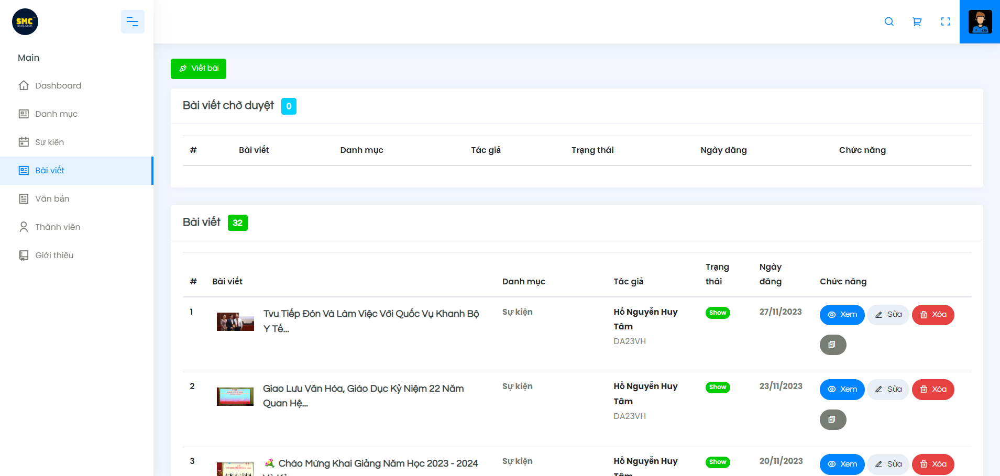 SMC
SOCIAL MEDIA
Main
Dashboard
Danh mục
Sự kiện
Bài viết
Văn bản
Thành viên
Giới thiệu
Viết bài
Bài viết chờ duyệt 0
# Bài viết Danh mục Tác giả Trạng thái Ngày đăng Chức năng
Bài viết 32
# Bài viết Danh mục Tác giả Trạng thái Ngày đăng Chức năng
1 Tvu Tiếp Đón Và Làm Việc Với Quốc Vụ Khanh Bộ Sự kiện Hồ Nguyễn Huy Show 27/11/2023 Xem Sửa Xóa
Y Tế... Tâm
DA23VH
2 Giao Lưu Văn Hóa, Giáo Dục Kỷ Niệm 22 Năm Sự kiện Hồ Nguyễn Huy Show 23/11/2023 Xem Sửa Xóa
Quan Hệ... Tâm
DA23VH
3 💐 Chào Mừng Khai Giảng Năm Học 2023 - 2024 Sự kiện Hồ Nguyễn Huy Show 20/11/2023 Xem Sửa Xóa
Tâm